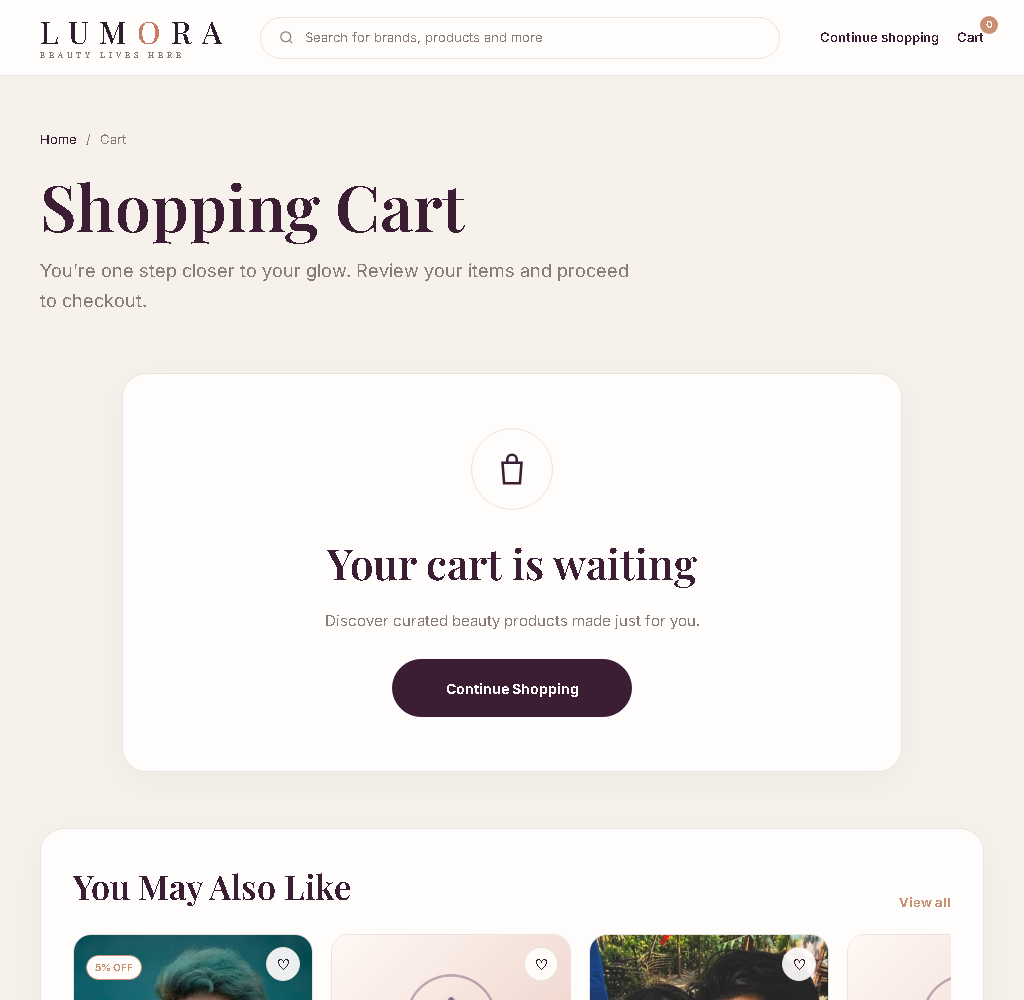 LUMORA
BEAUTY LIVES HERE
Search for brands, products and more
Continue shopping
Cart
0
Home / Cart
Shopping Cart
You're one step closer to your glow. Review your items and proceed
to checkout.
Your cart is waiting
Discover curated beauty products made just for you.
Continue Shopping
You May Also Like
View all
5% OFF